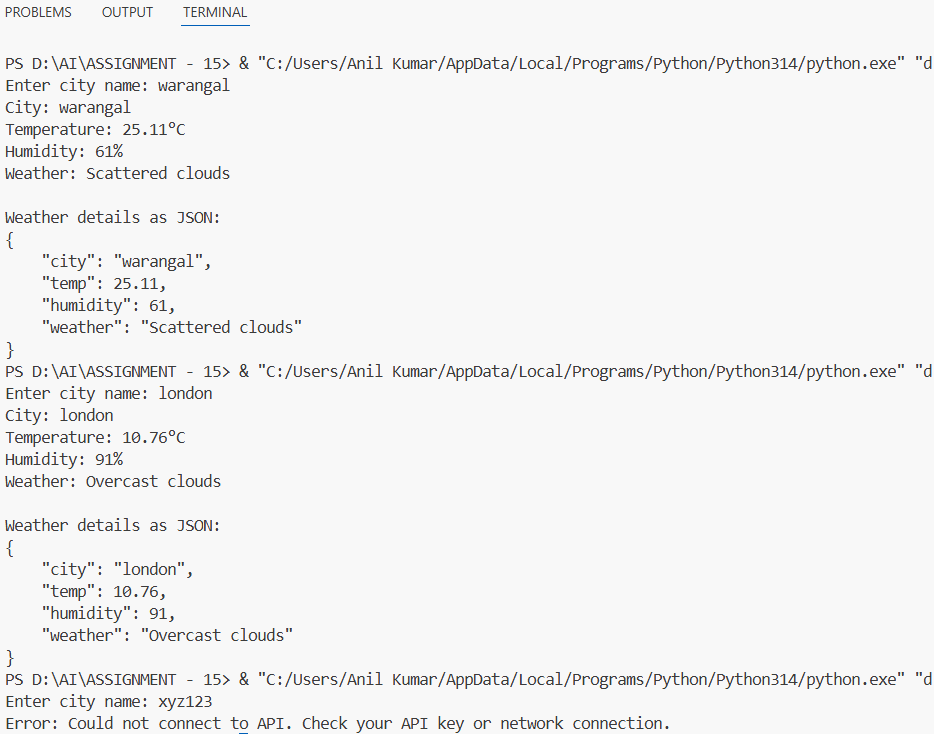 PROBLEMS OUTPUT TERMINAL
PS D:\AI\ASSIGNMENT - 15> & "C:/Users/Anil Kumar/AppData/Local/Programs/Python/Python314/python.exe" "d
Enter city name: warangal
City: warangal
Temperature: 25.11°C
Humidity: 61%
Weather: Scattered clouds
Weather details as JSON:
{
    "city": "warangal",
    "temp": 25.11,
    "humidity": 61,
    "weather": "Scattered clouds"
}
PS D:\AI\ASSIGNMENT - 15> & "C:/Users/Anil Kumar/AppData/Local/Programs/Python/Python314/python.exe" "d
Enter city name: london
City: london
Temperature: 10.76°C
Humidity: 91%
Weather: Overcast clouds
Weather details as JSON:
{
    "city": "london",
    "temp": 10.76,
    "humidity": 91,
    "weather": "Overcast clouds"
}
PS D:\AI\ASSIGNMENT - 15> & "C:/Users/Anil Kumar/AppData/Local/Programs/Python/Python314/python.exe" "d
Enter city name: xyz123
Error: Could not connect to API. Check your API key or network connection.